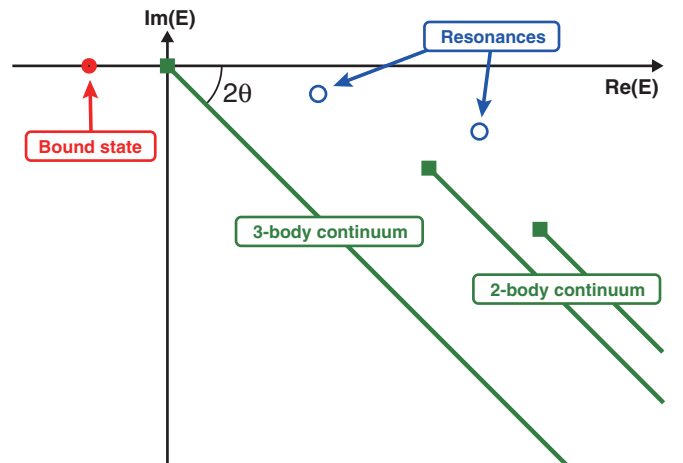 Im(E)
Resonances
Re(E)
2θ
Bound state
3-body continuum
2-body continuum